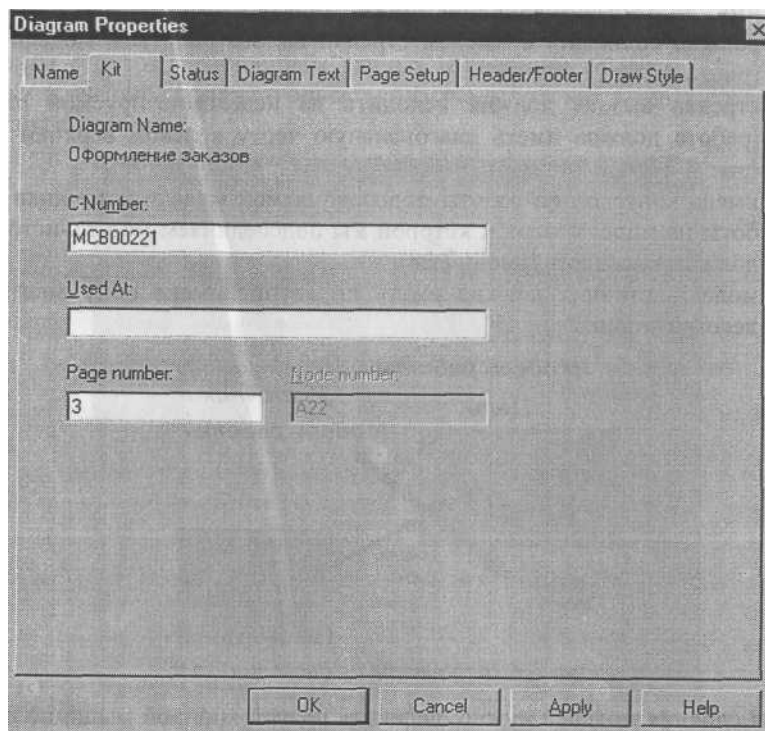 Diagram Properties
Name Kit Status Diagram Text Page Setup Header/Footer Draw Style
Diagram Name:
Оформление заказов
C-Number:
MCB00221
Used At:
Page number: Node number:
3 A22
OK Cancel Apply Help